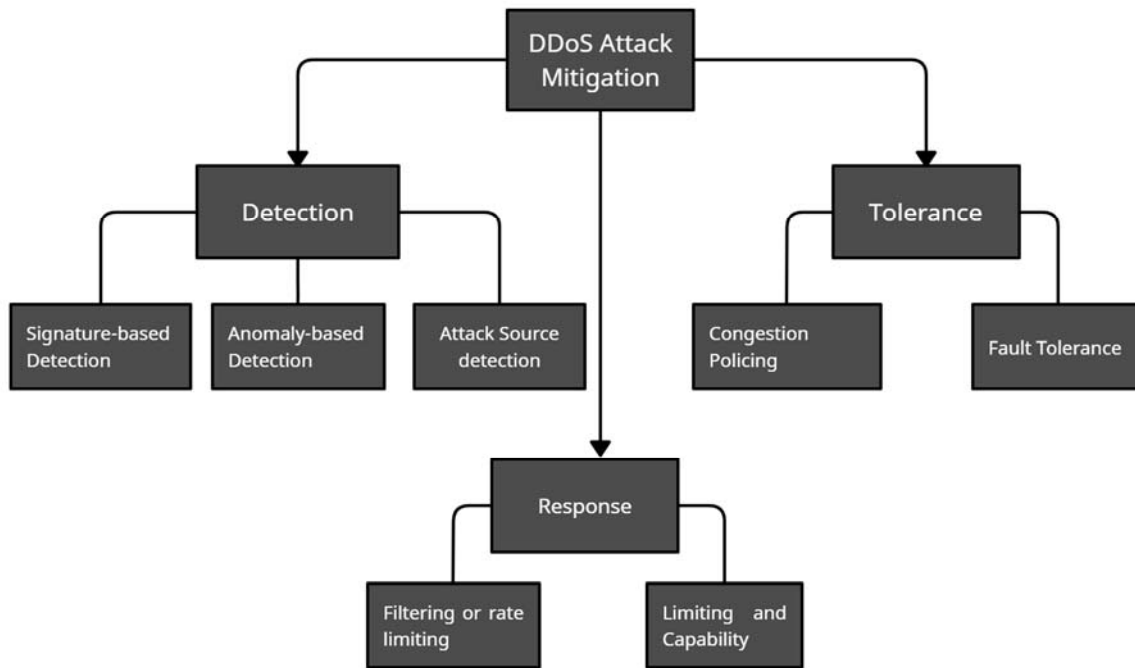 DDoS Attack
Mitigation
Detection
Tolerance
Signature-based
Detection
Anomaly-based
Detection
Attack Source
detection
Congestion
Policing
Fault Tolerance
Response
Filtering or rate
limiting
Limiting and
Capability